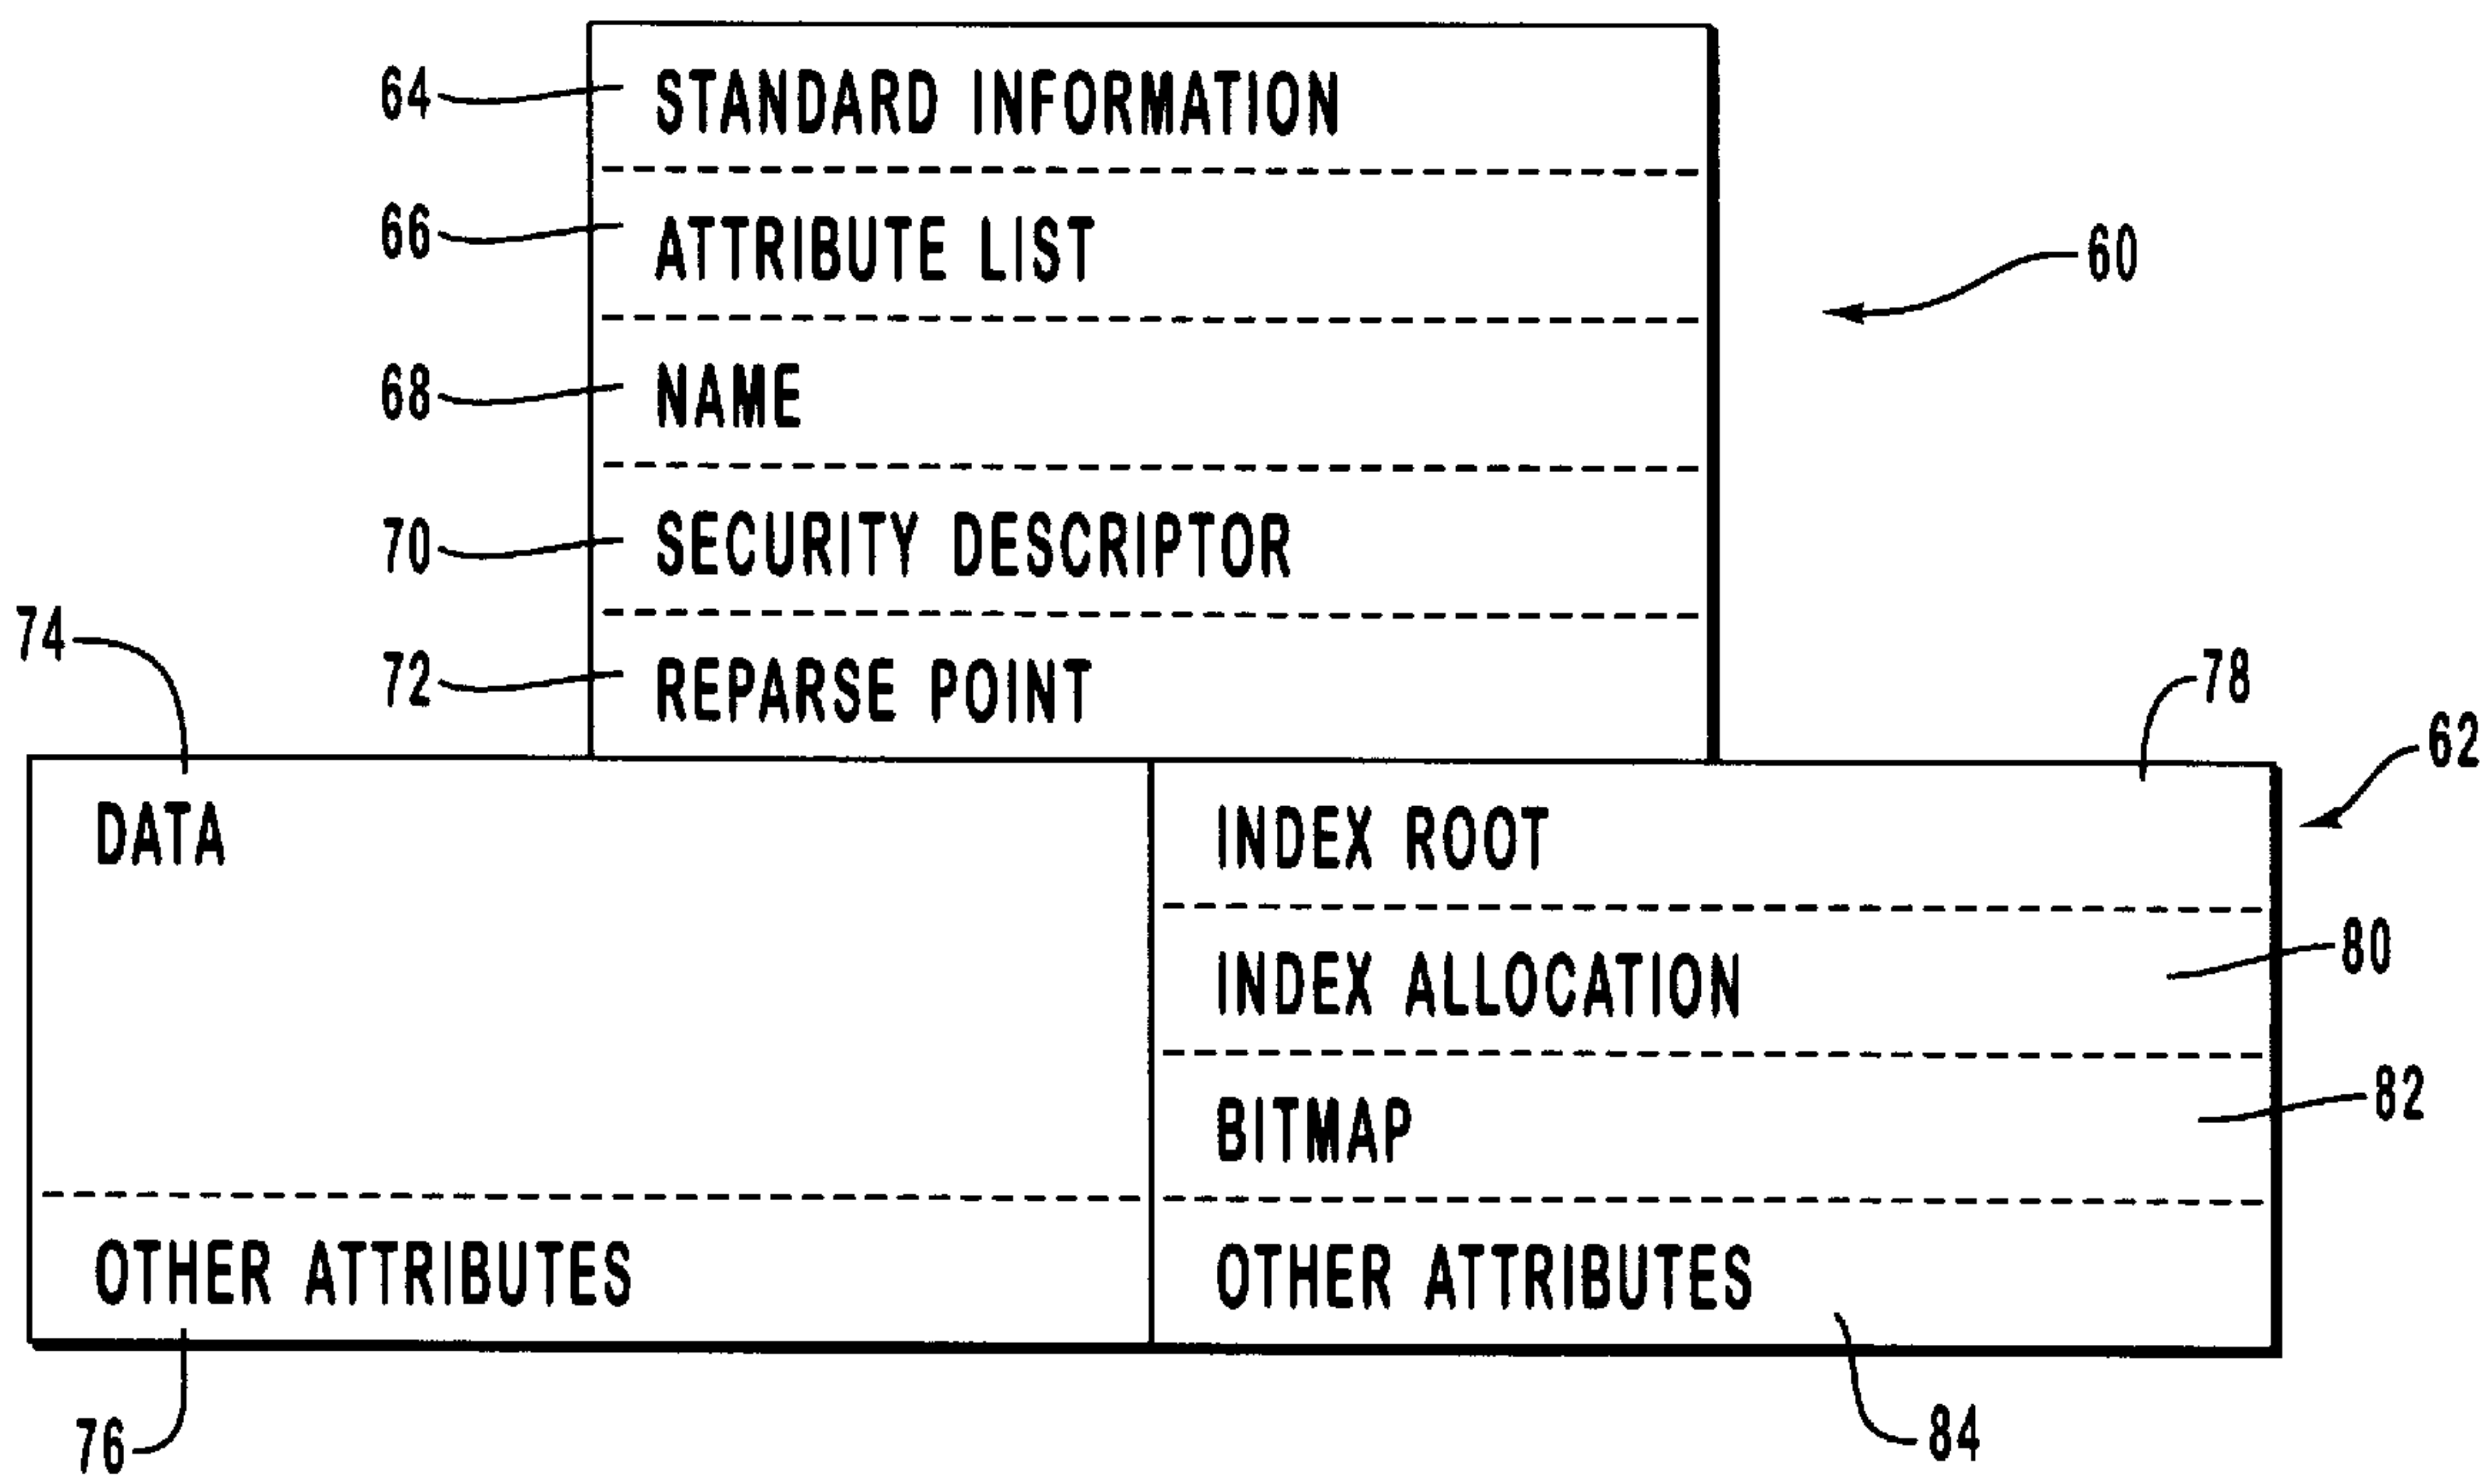 64 STANDARD INFORMATION
66 ATTRIBUTE LIST
60
68 NAME
70 SECURITY DESCRIPTOR
74
72 REPARSE POINT
78
62
DATA
INDEX ROOT
INDEX ALLOCATION 80
BITMAP 82
OTHER ATTRIBUTES
OTHER ATTRIBUTES
76
84